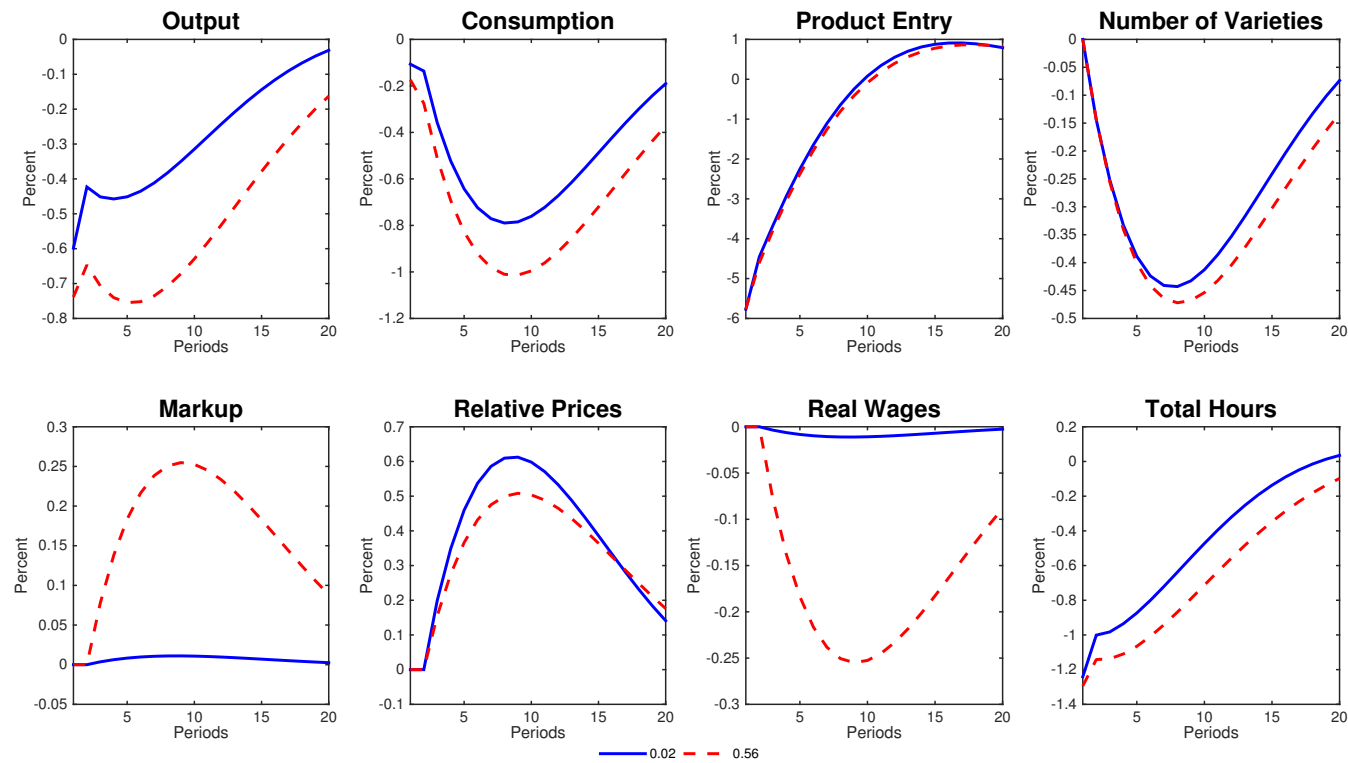 Output
Consumption
Product Entry
Number of Varieties
0
-0.1
-0.2
-0.3
-0.4
-0.5
-0.6
-0.7
-0.8
Percent
5 10 15 20
Periods
0
-0.2
-0.4
-0.6
-0.8
-1
-1.2
Percent
5 10 15 20
Periods
1
0
-1
-2
-3
-4
-5
-6
Percent
5 10 15 20
Periods
0
-0.05
-0.1
-0.15
-0.2
-0.25
-0.3
-0.35
-0.4
-0.45
-0.5
Percent
5 10 15 20
Periods
Markup
Relative Prices
Real Wages
Total Hours
0.3
0.25
0.2
0.15
0.1
0.05
0
-0.05
Percent
5 10 15 20
Periods
0.7
0.6
0.5
0.4
0.3
0.2
0.1
0
-0.1
Percent
5 10 15 20
Periods
0
-0.05
-0.1
-0.15
-0.2
-0.25
-0.3
Percent
5 10 15 20
Periods
0.2
0
-0.2
-0.4
-0.6
-0.8
-1
-1.2
-1.4
Percent
5 10 15 20
Periods
0.02 0.56